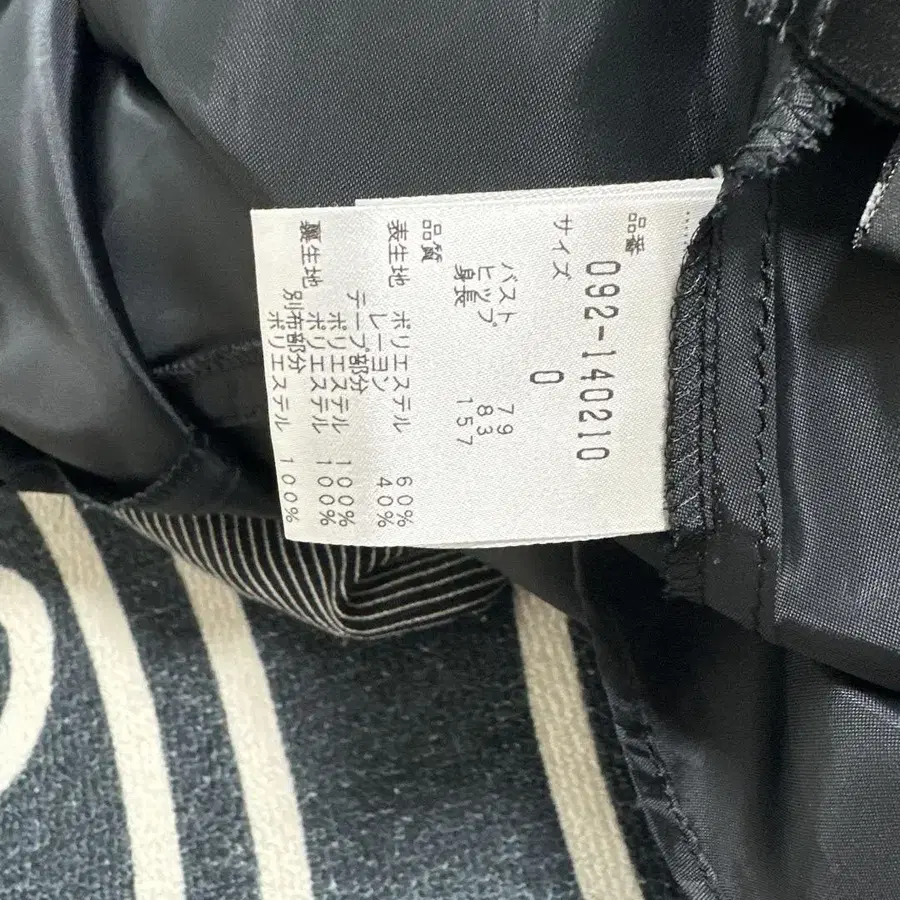 品番 092-140210
サイズ 0
バスト 79
ヒップ 83
身長 157
品質
表生地 ポリエステル 60%
レーヨン 40%
テープ部分
ポリエステル 100%
裏生地 ポリエステル 100%
別布部分
ポリエステル 100%